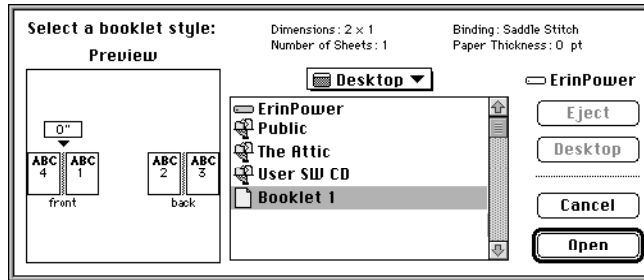 Select a booklet style:
Preview
0"
ABC 4 ABC 1
front
ABC 2 ABC 3
back
Dimensions: 2 x 1
Number of Sheets: 1
Binding: Saddle Stitch
Paper Thickness: 0 pt
Desktop
ErinPower
Public
The Attic
User SW CD
Booklet 1
ErinPower
Eject
Desktop
Cancel
Open